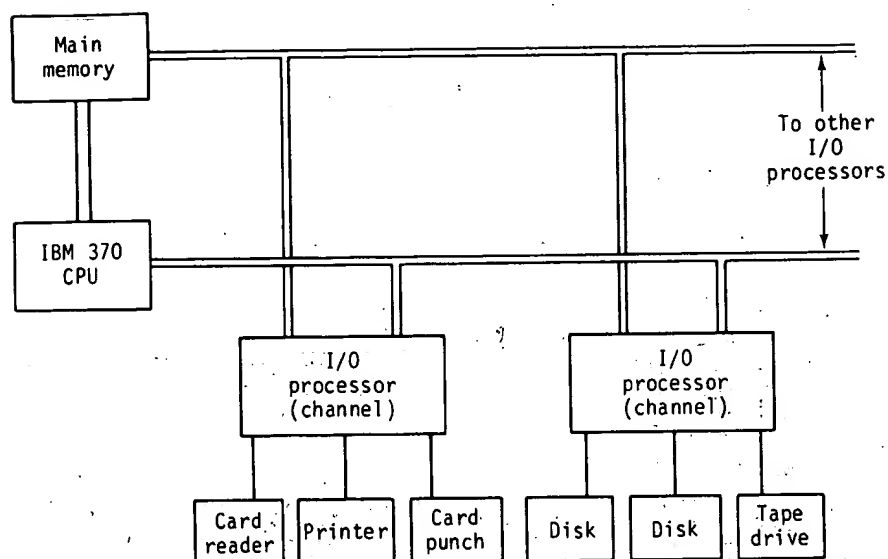 Main
memory
To other
I/O
processors
IBM 370
CPU
I/O
processor
(channel)
I/O
processor
(channel)
Card
reader
Printer
Card
punch
Disk
Disk
Tape
drive